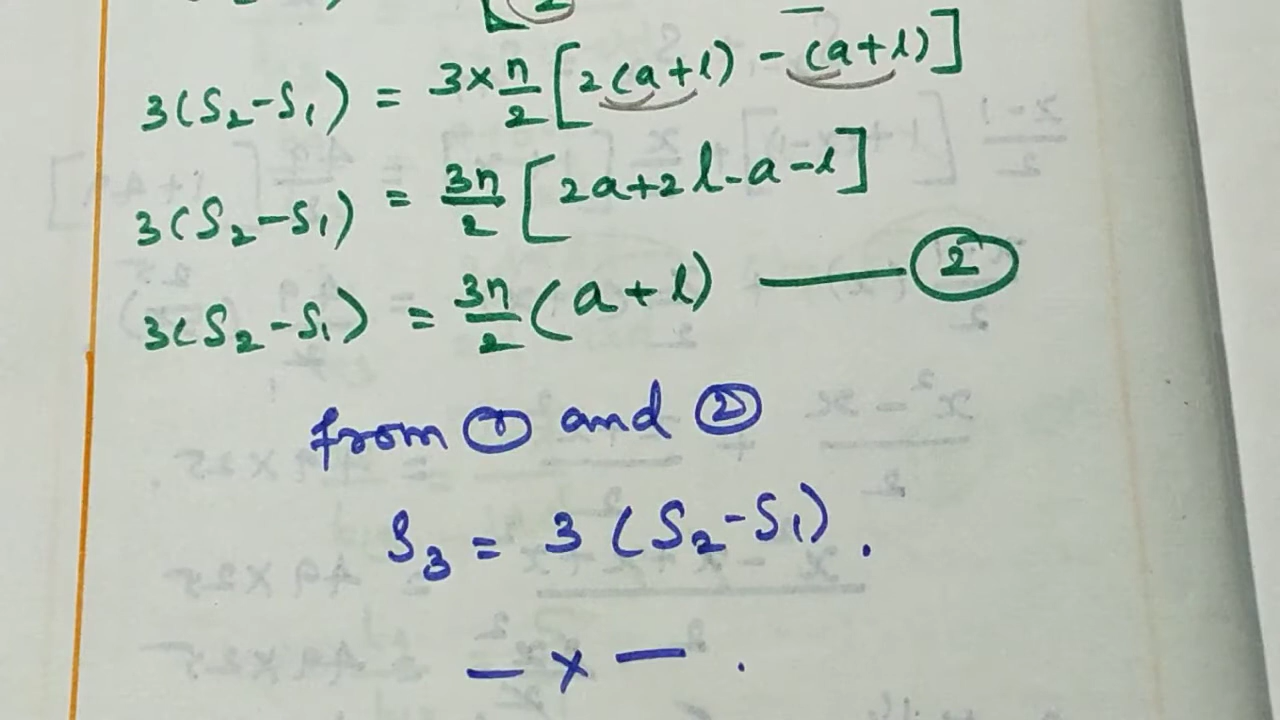 3(S₂-S₁) = 3×n/2 [2(a+l) - (a+l)]
3(S₂-S₁) = 3n/2 [2a+2l-a-l]
3(S₂-S₁) = 3n/2 (a+l) —— ②
from ① and ②
S₃ = 3(S₂-S₁).
— x — .